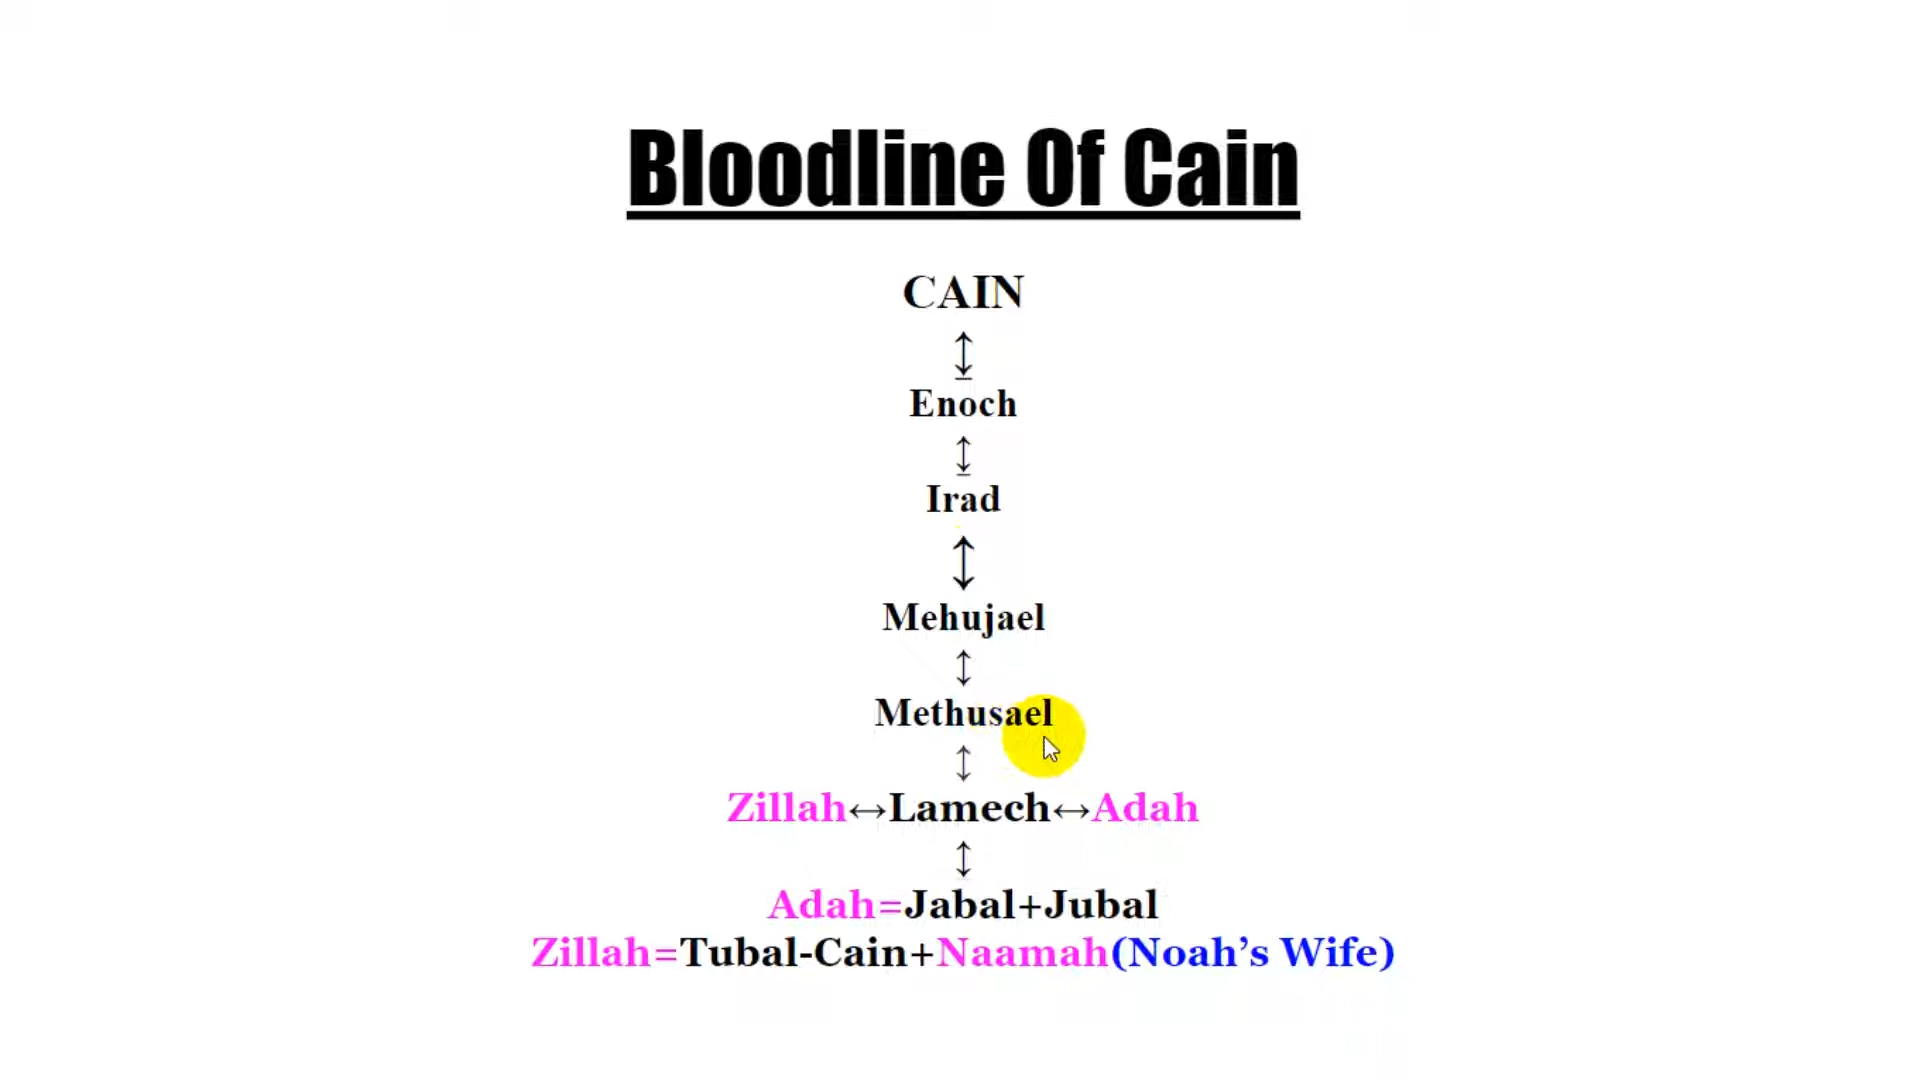 Bloodline Of Cain
CAIN
↕
Enoch
↕
Irad
↕
Mehujael
↕
Methusael
↕
Zillah↔Lamech↔Adah
↕
Adah=Jabal+Jubal
Zillah=Tubal-Cain+Naamah(Noah’s Wife)